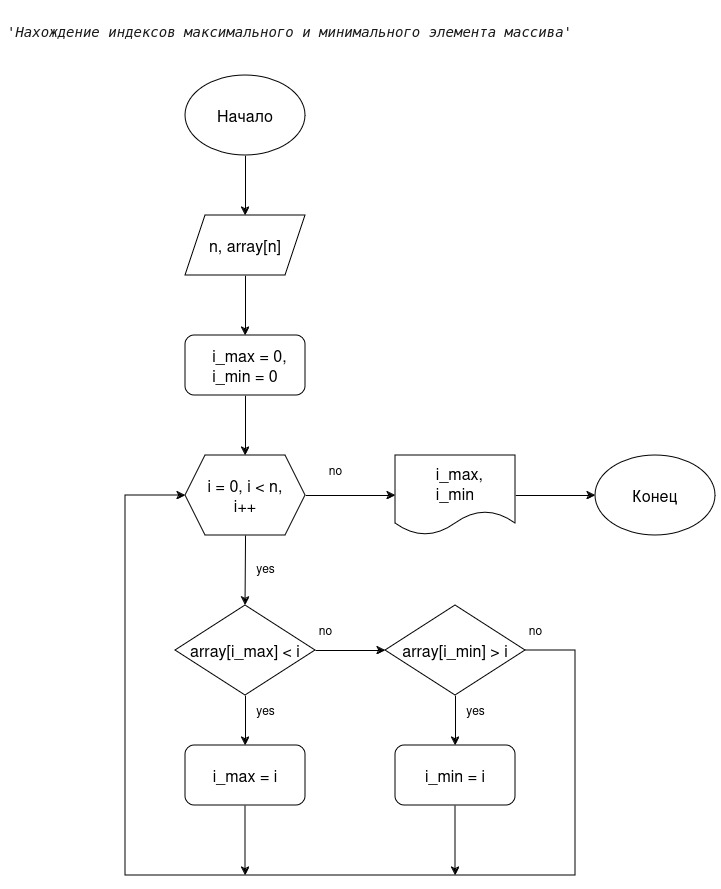 'Нахождение индексов максимального и минимального элемента массива'
Начало
n, array[n]
i_max = 0,
i_min = 0
i = 0, i < n,
i++
no
i_max,
i_min
Конец
yes
array[i_max] < i
no
array[i_min] > i
no
yes
yes
i_max = i
i_min = i